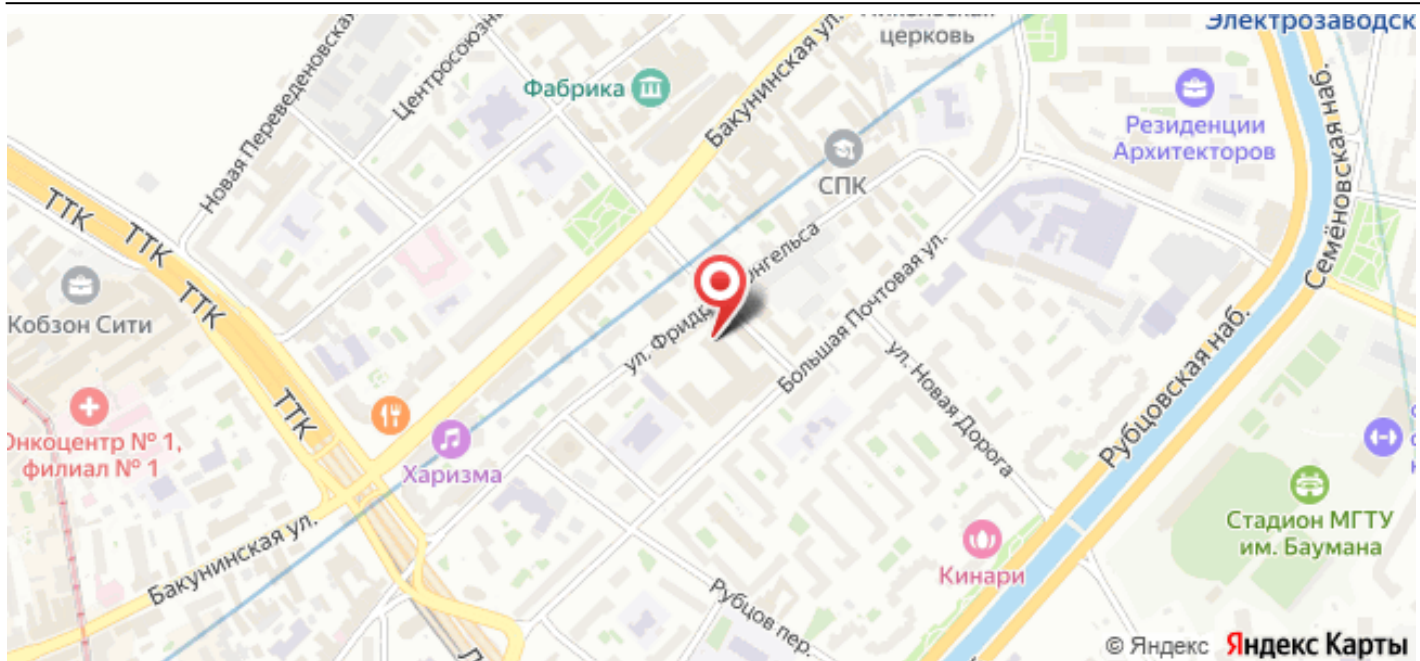 Электрозаводск
церковь
Новая Переведеновская
Центросоюзн
Фабрика
Бакунинская ул.
Резиденции
Архитекторов
Семёновская наб.
СПК
ТТК
ТТК
ТТК
Кобзон Сити
ул. Фридр
нгельса
Большая Почтовая ул.
ул. Новая Дорога
Рубцовская наб.
ТТК
Онкоцентр № 1,
филиал № 1
Харизма
Стадион МГТУ
им. Баумана
Бакунинская ул.
Кинари
Рубцов пер.
© Яндекс Яндекс Карты